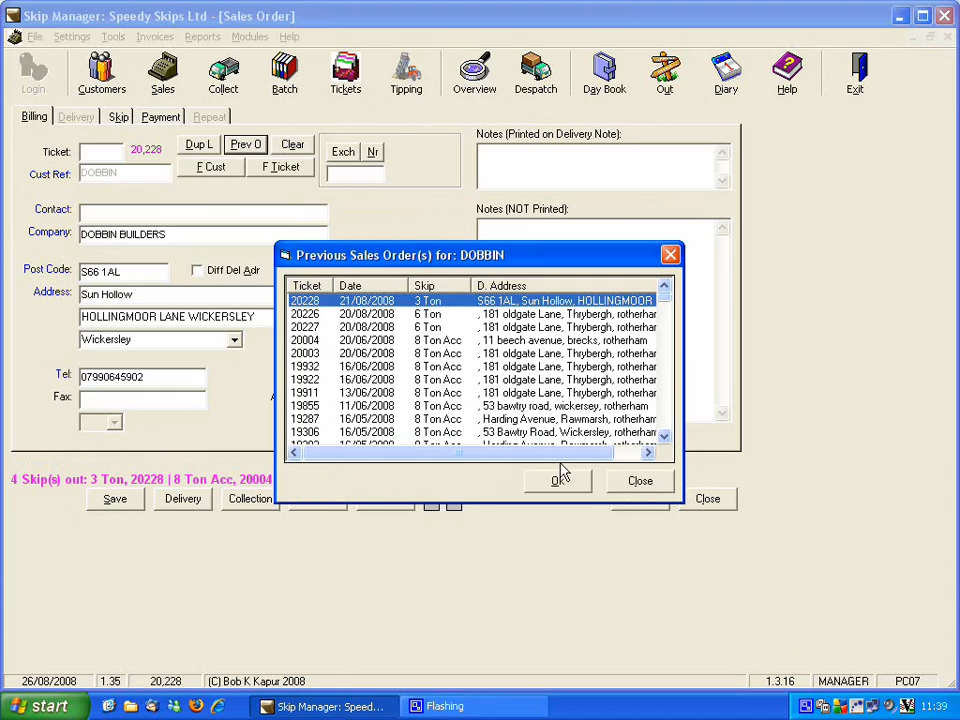 Skip Manager: Speedy Skips Ltd - [Sales Order]
File Settings Tools Invoices Reports Modules Help
Login Customers Sales Collect Batch Tickets Tipping Overview Despatch Day Book Out Diary Help Exit
Billing Delivery Skip Payment Repeat
Ticket: 20,228 Dup L Prev O Clear
Cust Ref: DOBBIN F Cust F Ticket
Exch Nr
Notes (Printed on Delivery Note):
Contact:
Company: DOBBIN BUILDERS
Notes (NOT Printed):
Post Code: S66 1AL Diff Del Adr
Address: Sun Hollow
HOLLINGMOOR LANE WICKERSLEY
Wickersley
Tel: 07990645902
Fax:
Previous Sales Order(s) for: DOBBIN
Ticket Date Skip D. Address
20228 21/08/2008 3 Ton S66 1AL, Sun Hollow, HOLLINGMOOR
20226 20/08/2008 6 Ton , 181 oldgate Lane, Thrybergh, rotherham
20227 20/08/2008 6 Ton , 181 oldgate Lane, Thrybergh, rotherham
20004 20/06/2008 8 Ton Acc , 11 beech avenue, brecks, rotherham
20003 20/06/2008 8 Ton Acc , 181 oldgate Lane, Thrybergh, rotherham
19932 16/06/2008 8 Ton Acc , 181 oldgate Lane, Thrybergh, rotherham
19922 16/06/2008 8 Ton Acc , 181 oldgate Lane, Thrybergh, rotherham
19911 13/06/2008 8 Ton Acc , 181 oldgate Lane, Thrybergh, rotherham
19855 11/06/2008 8 Ton Acc , 53 bawtry road, wickersey, rotherham
19287 16/05/2008 8 Ton Acc , Harding Avenue, Rawmarsh, rotherham
19306 16/05/2008 8 Ton Acc , 53 Bawtry Road, Wickersley, rotherham
OK Close
4 Skip(s) out: 3 Ton, 20228 | 8 Ton Acc, 20004
Save Delivery Collection Close
26/08/2008 1.35 20,228 (C) Bob K Kapur 2008 1.3.16 MANAGER PC07
start Skip Manager: Speed... Flashing 11:39